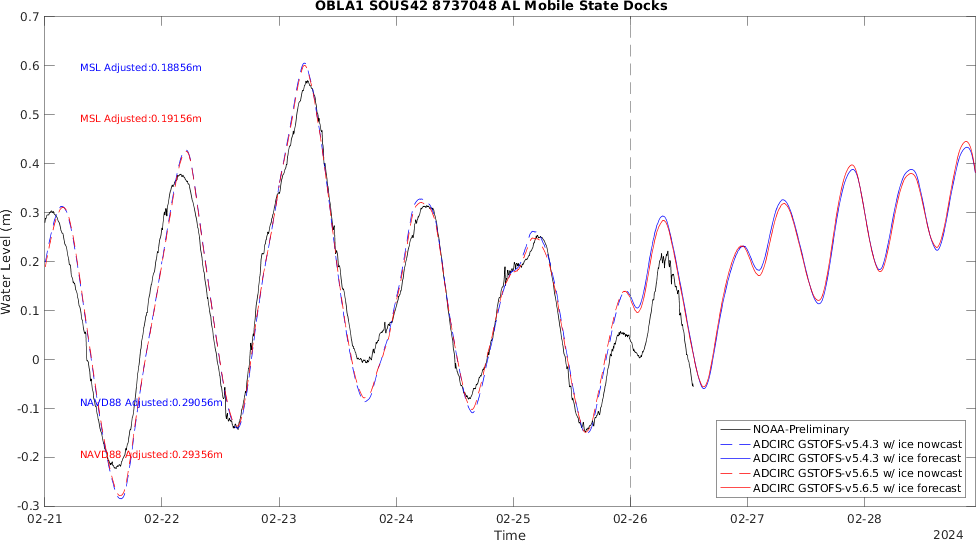 OBLA1 SOUS42 8737048 AL Mobile State Docks
0.7
0.6
0.5
0.4
0.3
0.2
0.1
0
-0.1
-0.2
-0.3
Water Level (m)
MSL Adjusted:0.18856m
MSL Adjusted:0.19156m
NAVD88 Adjusted:0.29056m
NAVD88 Adjusted:0.29356m
NOAA-Preliminary
ADCIRC GSTOFS-v5.4.3 w/ ice nowcast
ADCIRC GSTOFS-v5.4.3 w/ ice forecast
ADCIRC GSTOFS-v5.6.5 w/ ice nowcast
ADCIRC GSTOFS-v5.6.5 w/ ice forecast
02-21 02-22 02-23 02-24 02-25 02-26 02-27 02-28
Time
2024